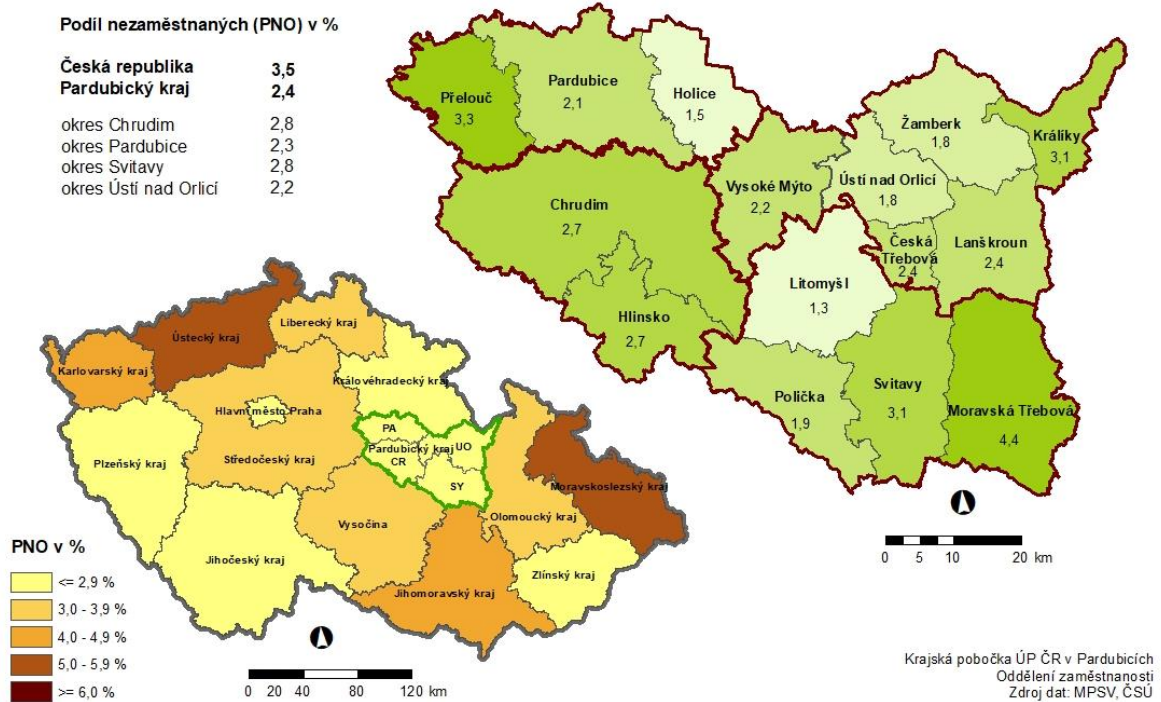 Podíl nezaměstnaných (PNO) v %
Česká republika 3,5
Pardubický kraj 2,4
okres Chrudim 2,8
okres Pardubice 2,3
okres Svitavy 2,8
okres Ústí nad Orlicí 2,2
Přelouč
3,3
Pardubice
2,1
Holice
1,5
Žamberk
1,8
Králíky
3,1
Vysoké Mýto
2,2
Ústí nad Orlicí
1,8
Chrudim
2,7
Česká
Třebová
2,4
Lanškroun
2,4
Litomyšl
1,3
Hlinsko
2,7
Polička
1,9
Svitavy
3,1
Moravská Třebová
4,4
0 5 10 20 km
Ústecký kraj
Liberecký kraj
Karlovarský kraj
Královéhradecký kraj
Hlavní město Praha
PA
UO
Pardubický kraj
CR
Plzeňský kraj
Středočeský kraj
SY
Moravskoslezský kraj
Vysočina
Olomoucký kraj
Jihočeský kraj
Zlínský kraj
Jihomoravský kraj
PNO v %
<= 2,9 %
3,0 - 3,9 %
4,0 - 4,9 %
5,0 - 5,9 %
>= 6,0 %
0 20 40 80 120 km
Krajská pobočka ÚP ČR v Pardubicích
Oddělení zaměstnanosti
Zdroj dat: MPSV, ČSÚ